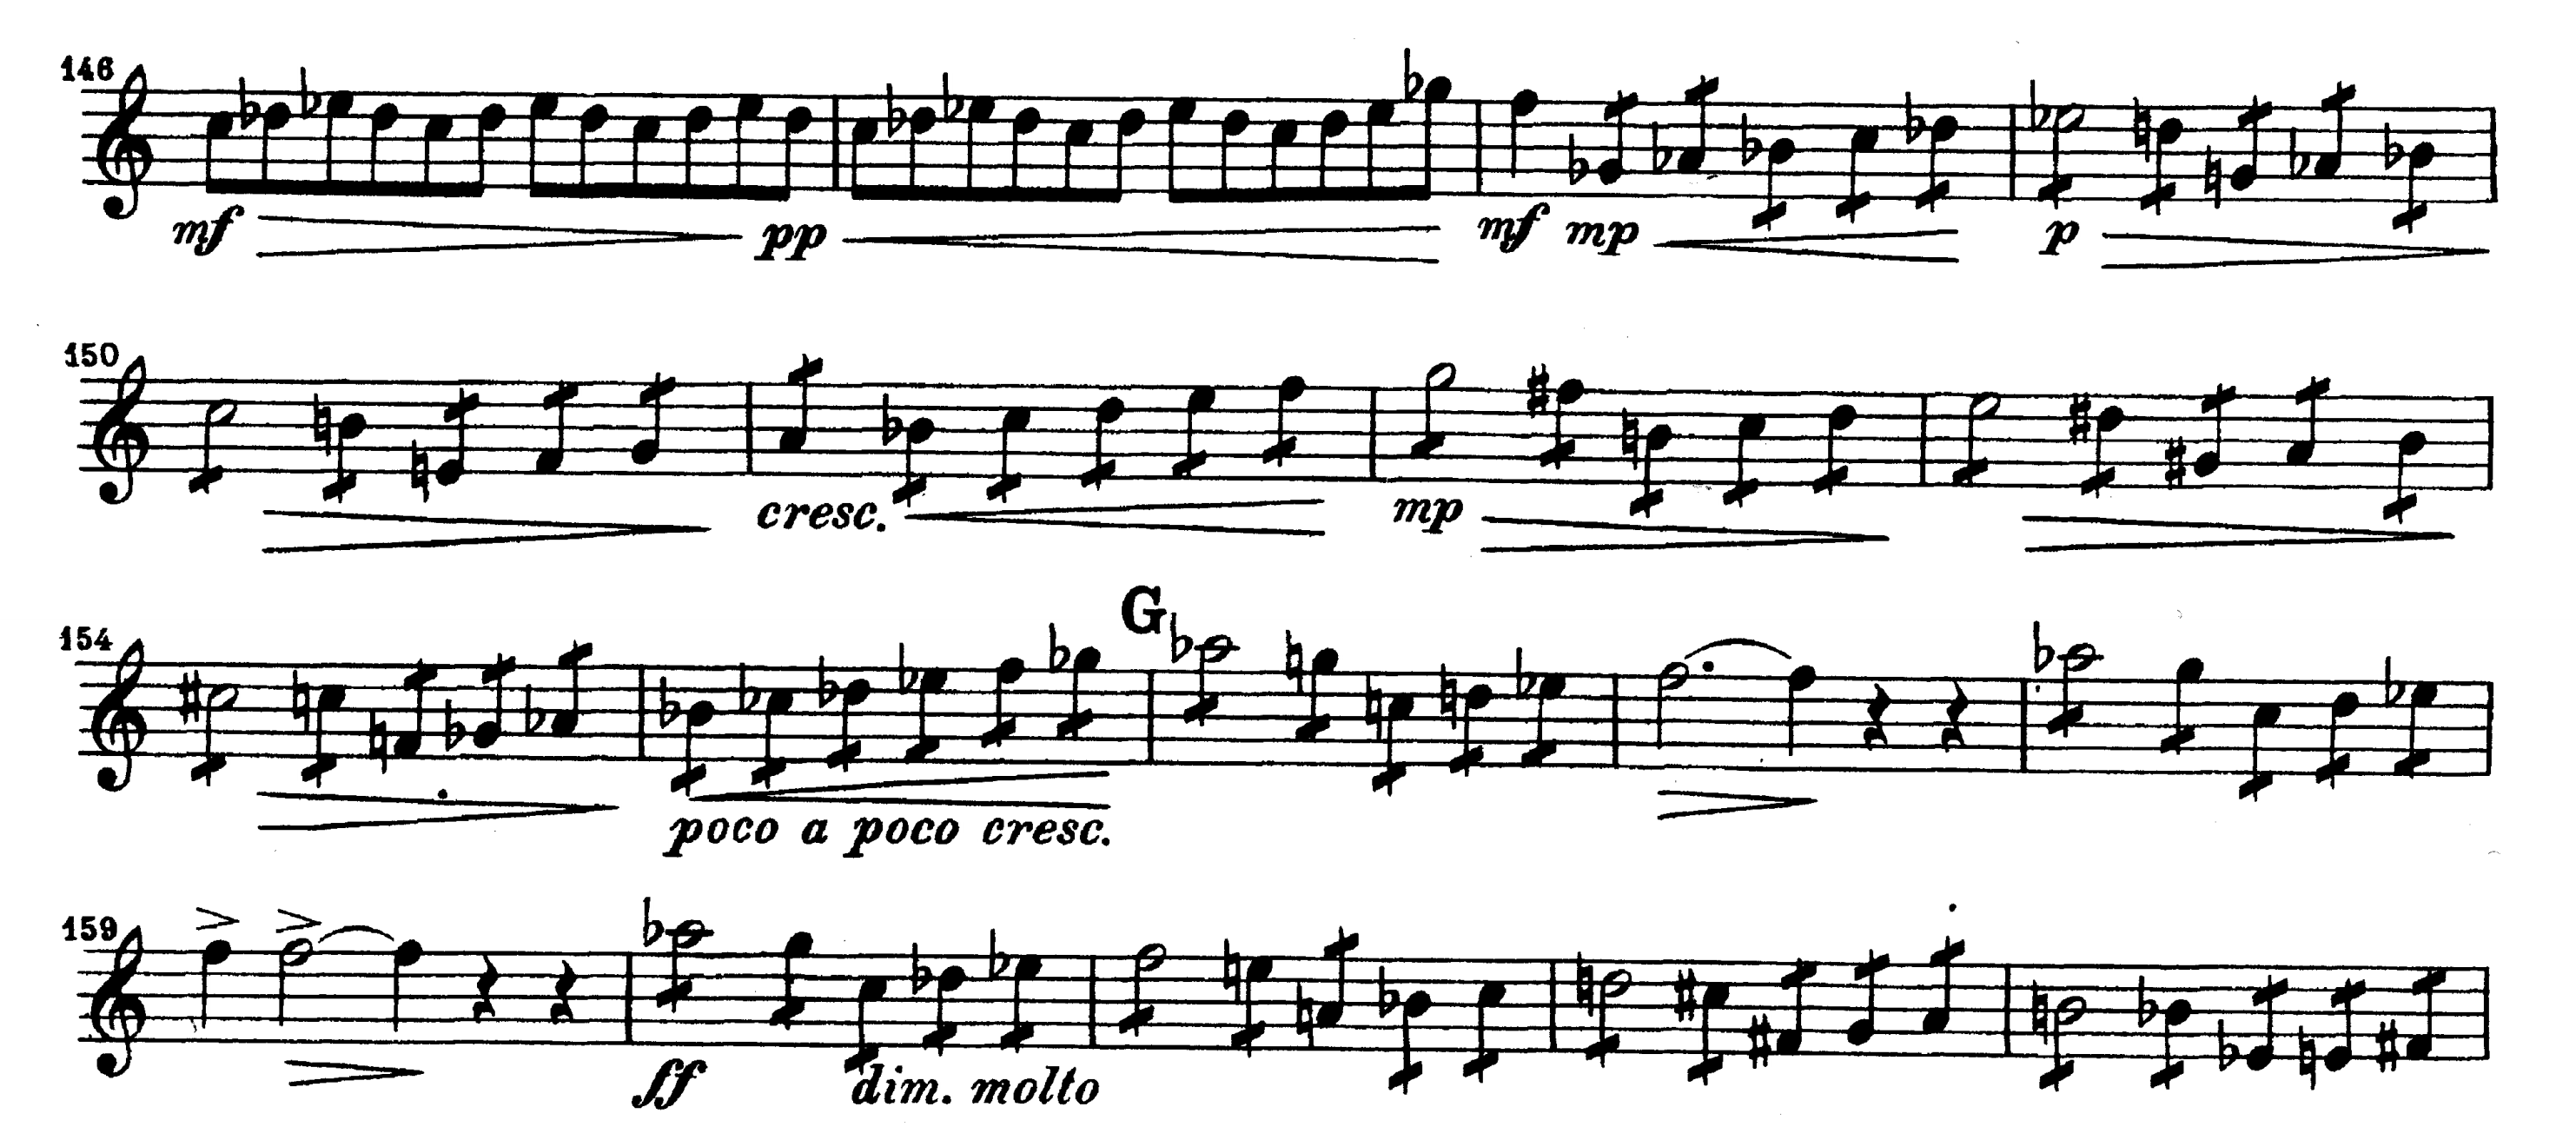 146
mf pp mf mp p
150
cresc. mp
G
154
poco a poco cresc.
159
ff dim. molto